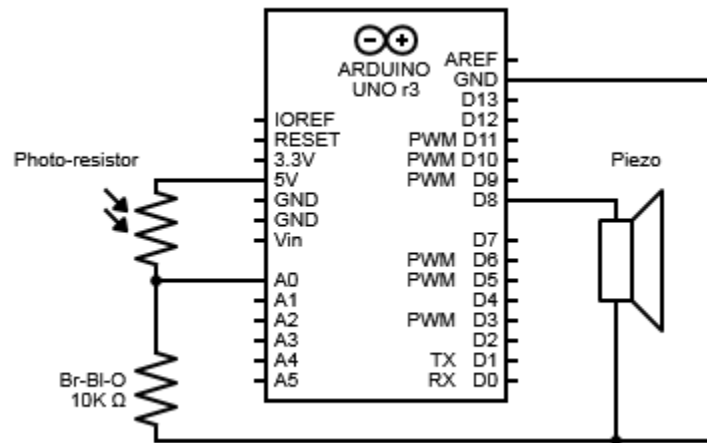 ARDUINO
UNO r3
AREF
GND
D13
IOREF
D12
RESET
PWM D11
Photo-resistor
3.3V
PWM D10
Piezo
5V
PWM D9
GND
D8
GND
Vin
D7
PWM D6
A0
PWM D5
A1
D4
A2
PWM D3
A3
D2
Br-Bl-O
10K Ω
A4
TX D1
A5
RX D0